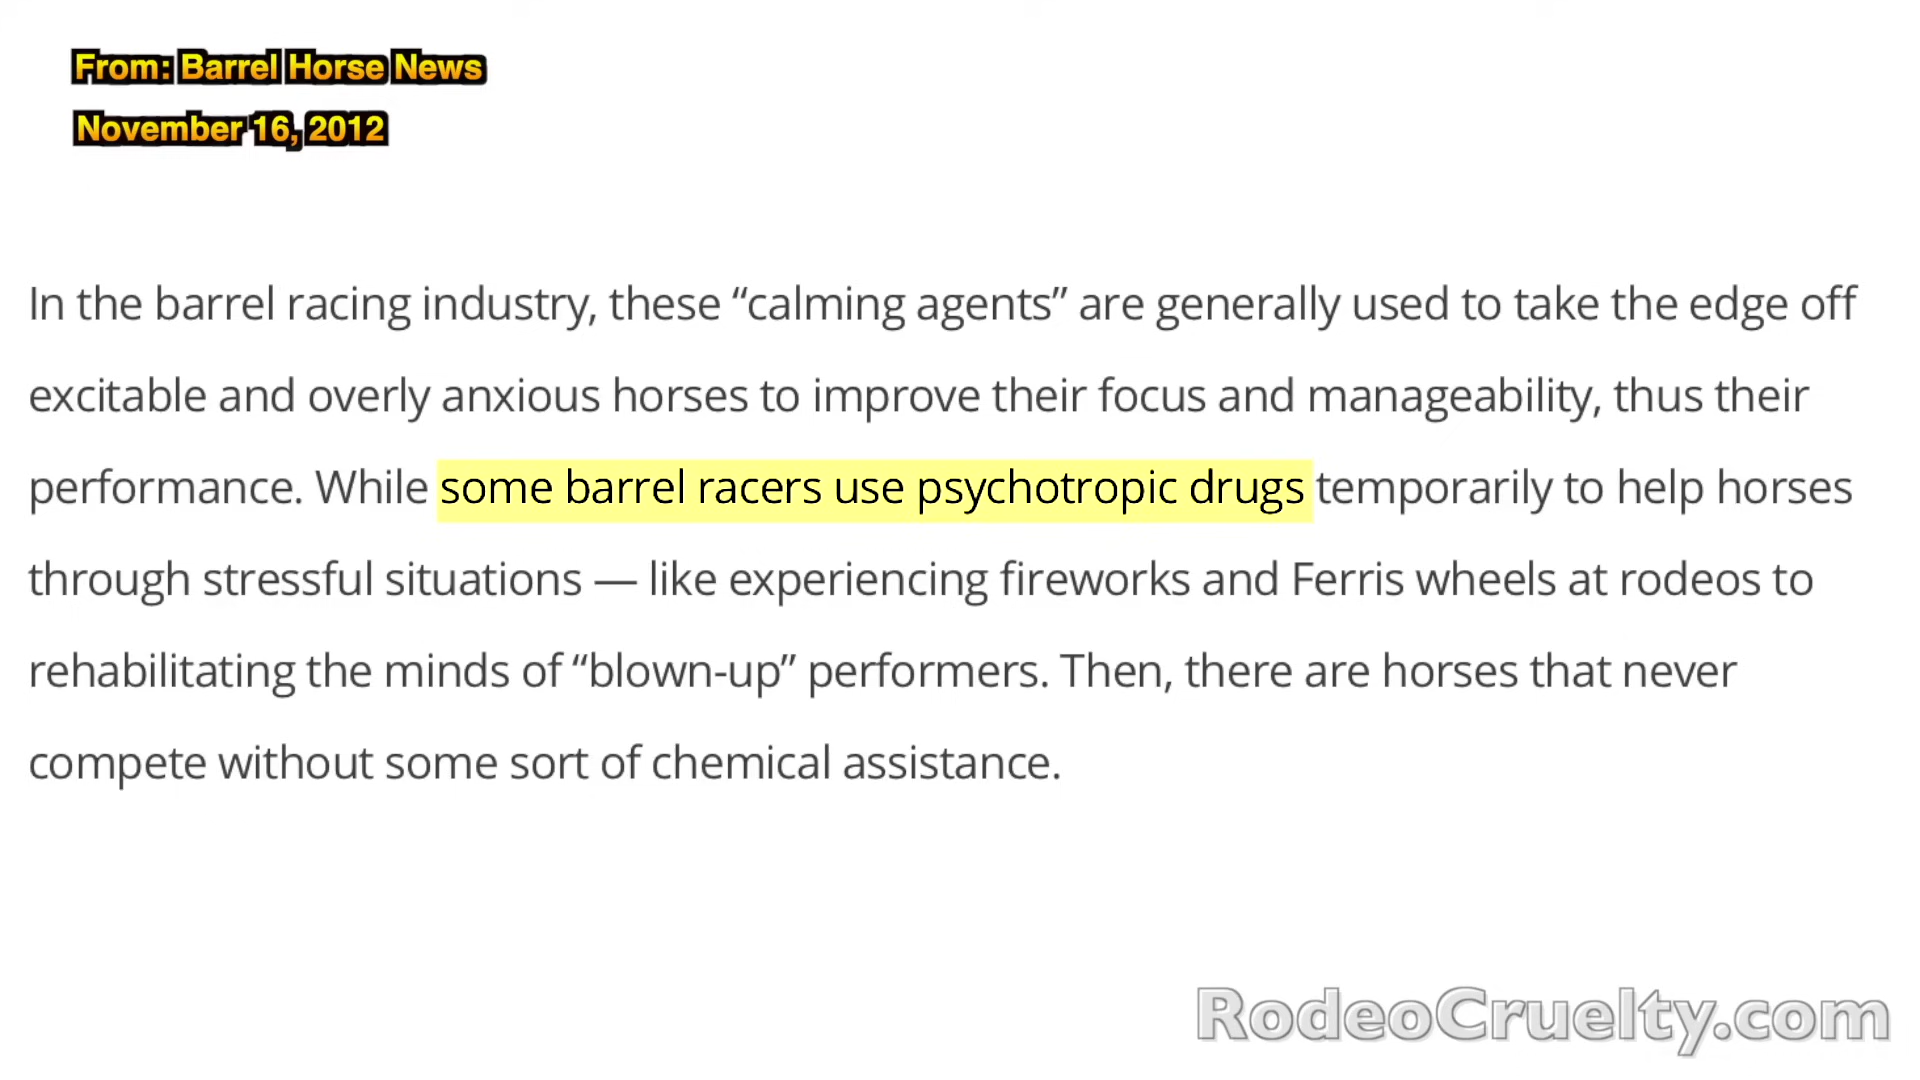 From: Barrel Horse News
November 16, 2012
In the barrel racing industry, these “calming agents” are generally used to take the edge off
excitable and overly anxious horses to improve their focus and manageability, thus their
performance. While some barrel racers use psychotropic drugs temporarily to help horses
through stressful situations — like experiencing fireworks and Ferris wheels at rodeos to
rehabilitating the minds of “blown-up” performers. Then, there are horses that never
compete without some sort of chemical assistance.
RodeoCruelty.com